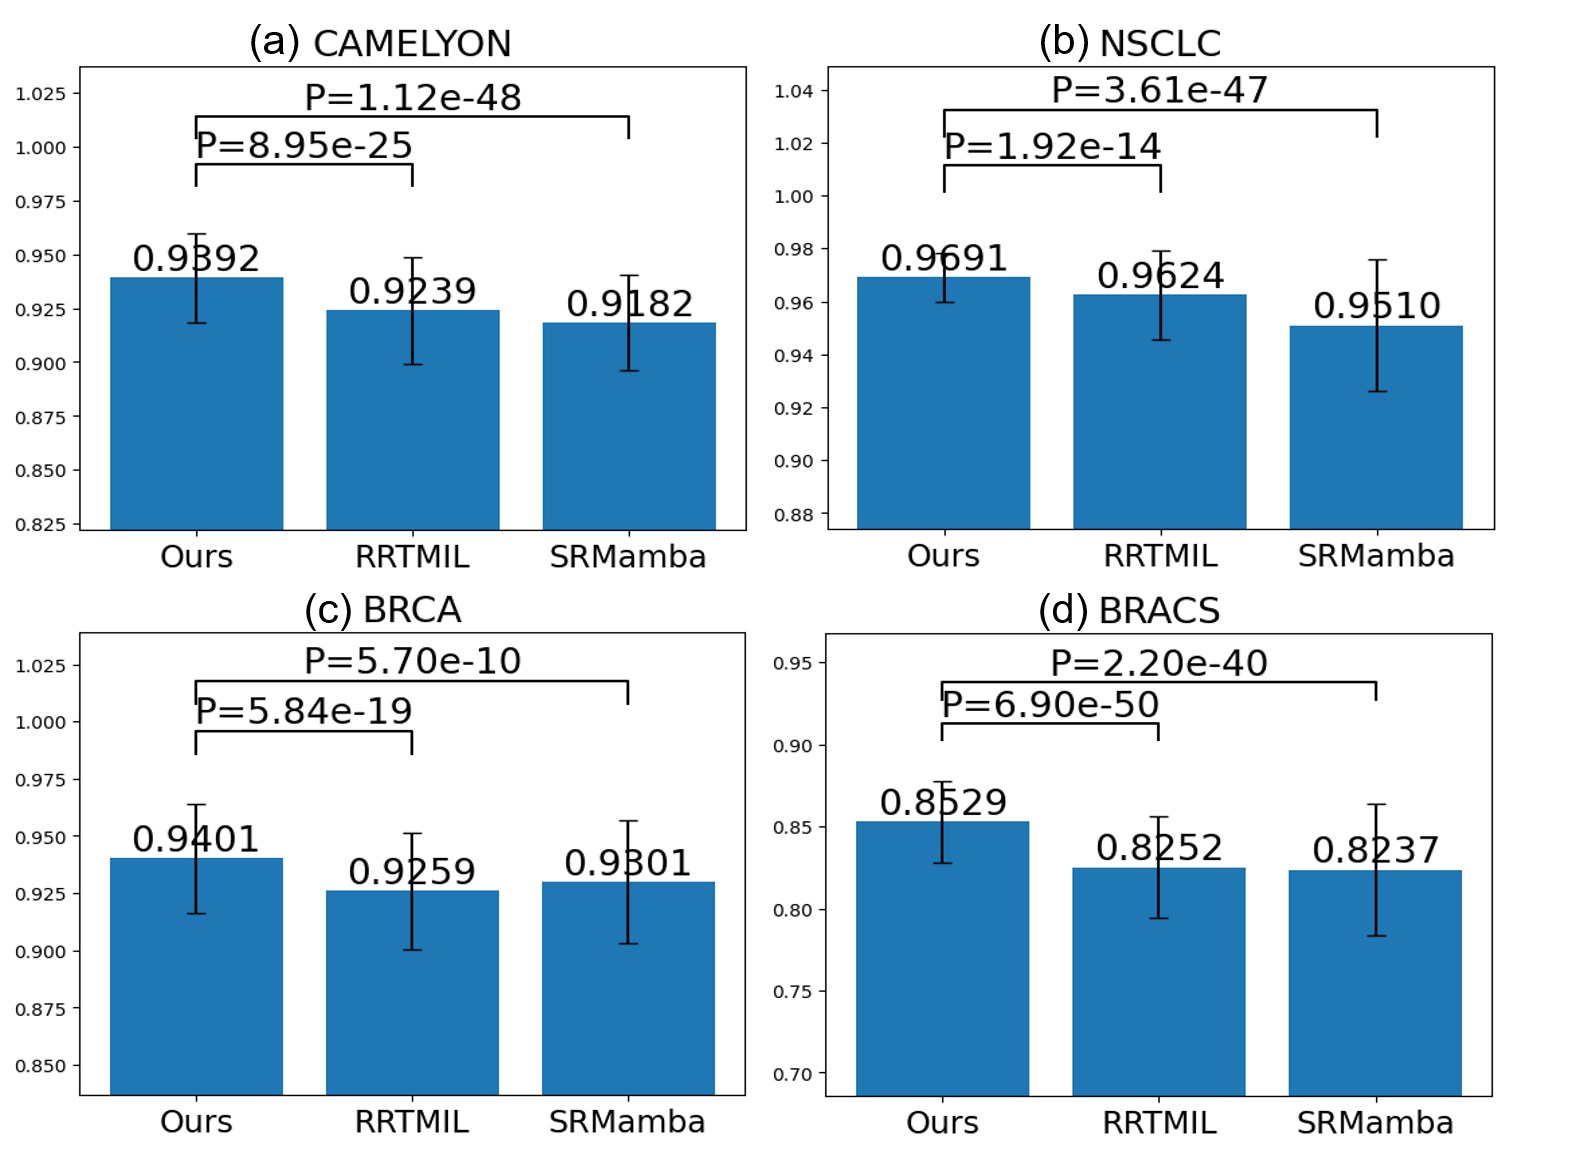 (a) CAMELYON
1.025
1.000
0.975
0.950
0.925
0.900
0.875
0.850
0.825
P=1.12e-48
P=8.95e-25
0.9392
0.9239
0.9182
Ours RRTMIL SRMamba
(b) NSCLC
1.04
1.02
1.00
0.98
0.96
0.94
0.92
0.90
0.88
P=3.61e-47
P=1.92e-14
0.9691
0.9624
0.9510
Ours RRTMIL SRMamba
(c) BRCA
1.025
1.000
0.975
0.950
0.925
0.900
0.875
0.850
P=5.70e-10
P=5.84e-19
0.9401
0.9259
0.9301
Ours RRTMIL SRMamba
(d) BRACS
0.95
0.90
0.85
0.80
0.75
0.70
P=2.20e-40
P=6.90e-50
0.8529
0.8252
0.8237
Ours RRTMIL SRMamba